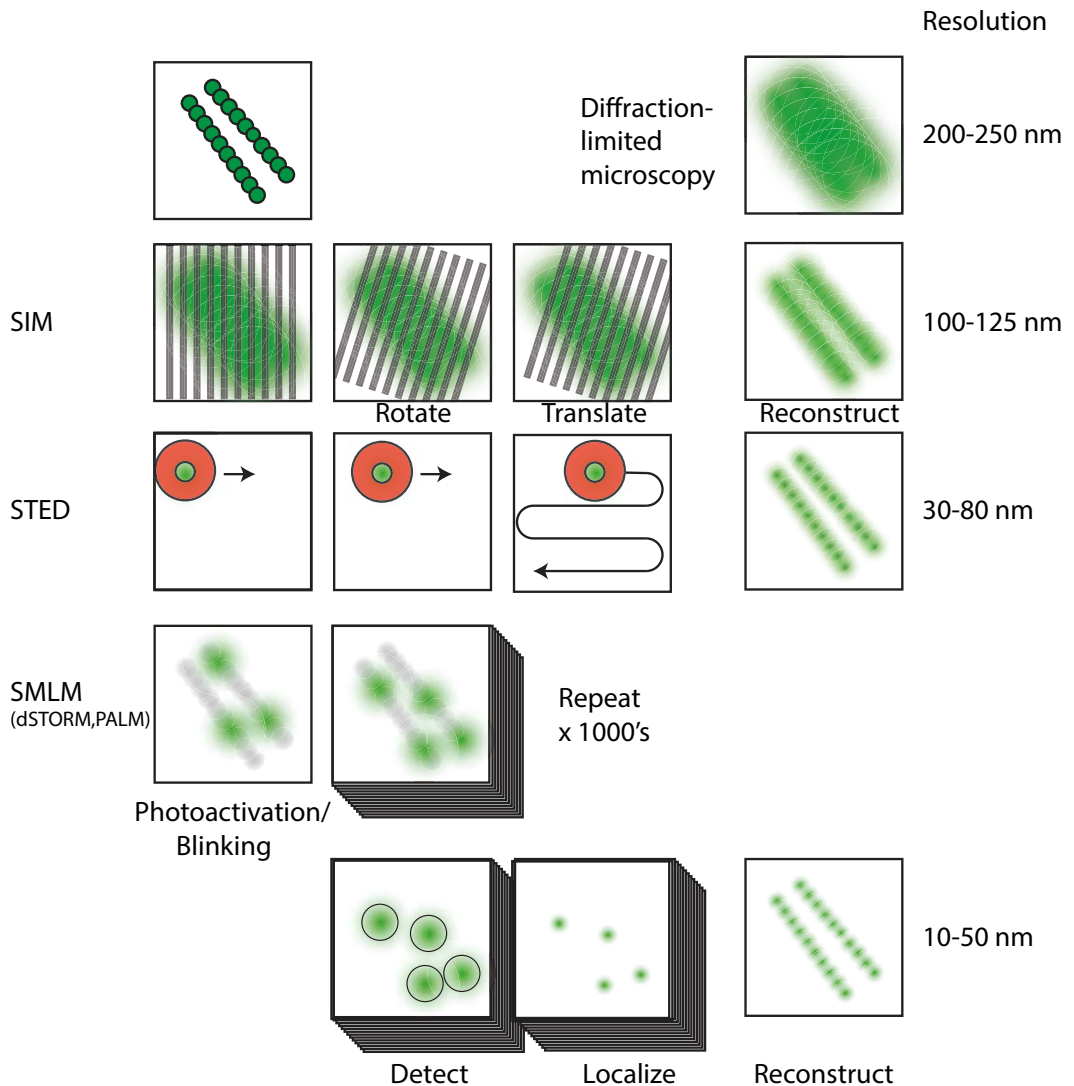 Resolution
Diffraction-
limited
microscopy
200-250 nm
SIM
Rotate
Translate
Reconstruct
100-125 nm
STED
30-80 nm
SMLM
(dSTORM,PALM)
Repeat
x 1000's
Photoactivation/
Blinking
10-50 nm
Detect
Localize
Reconstruct